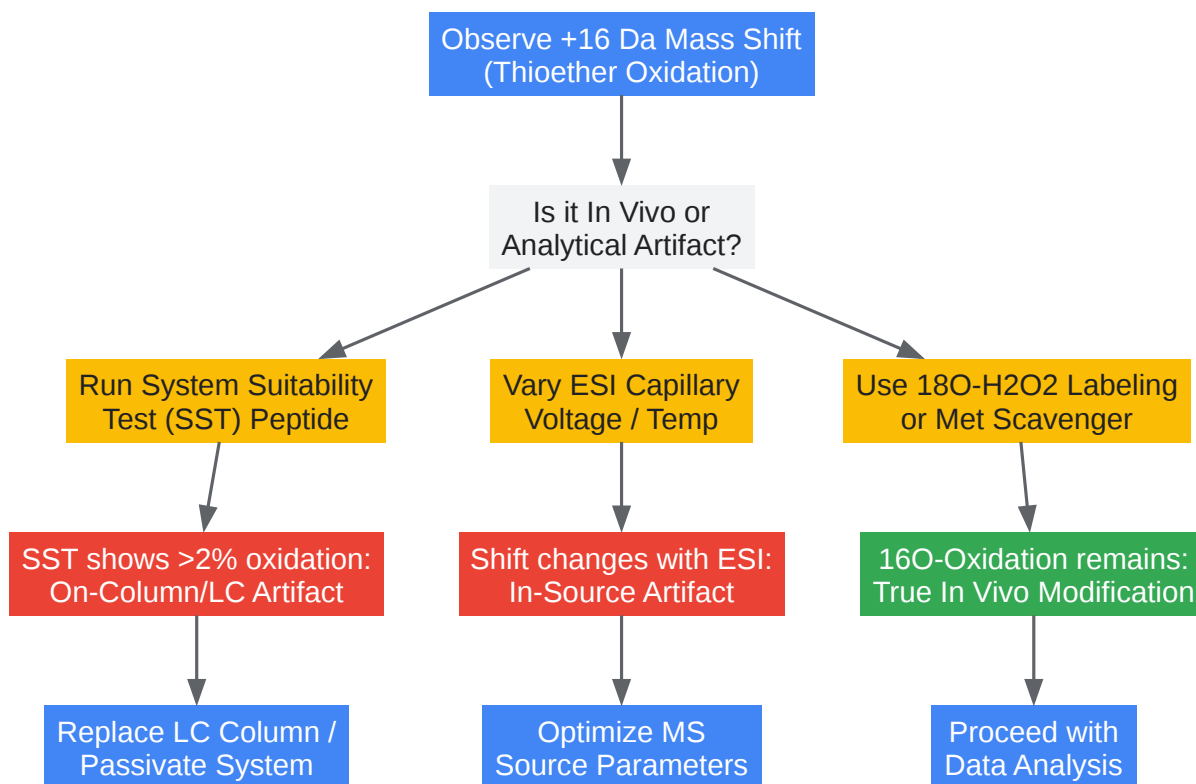 Observe +16 Da Mass Shift
(Thioether Oxidation)
Is it In Vivo or
Analytical Artifact?
Run System Suitability
Test (SST) Peptide
Vary ESI Capillary
Voltage / Temp
Use 18O-H2O2 Labeling
or Met Scavenger
SST shows >2% oxidation:
On-Column/LC Artifact
Shift changes with ESI:
In-Source Artifact
16O-Oxidation remains:
True In Vivo Modification
Replace LC Column /
Passivate System
Optimize MS
Source Parameters
Proceed with
Data Analysis